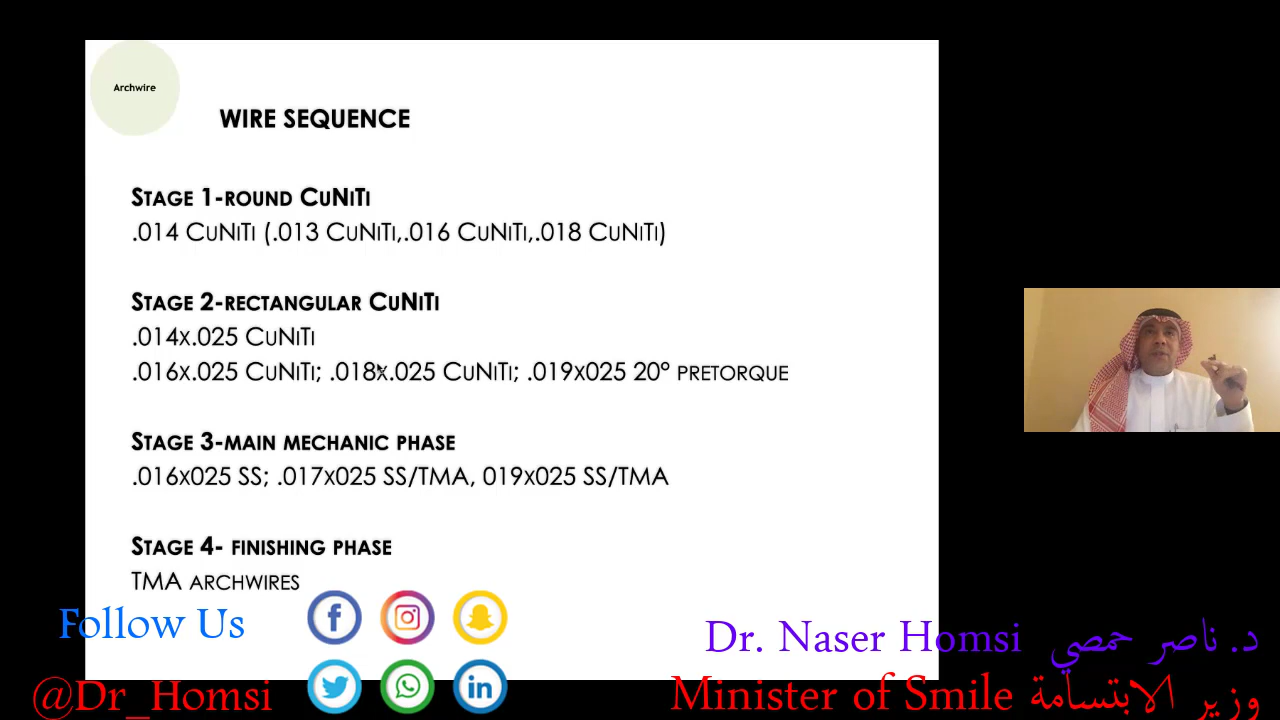 Archwire
WIRE SEQUENCE
STAGE 1-ROUND CUNITI
.014 CUNITI (.013 CUNITI,.016 CUNITI,.018 CUNITI)
STAGE 2-RECTANGULAR CUNITI
.014X.025 CUNITI
.016X.025 CUNITI; .018X.025 CUNITI; .019X025 20° PRETORQUE
STAGE 3-MAIN MECHANIC PHASE
.016X025 SS; .017X025 SS/TMA, 019X025 SS/TMA
STAGE 4- FINISHING PHASE
TMA ARCHWIRES
Follow Us
@Dr_Homsi
Dr. Naser Homsi د. ناصر حمصي
Minister of Smile وزير الابتسامة